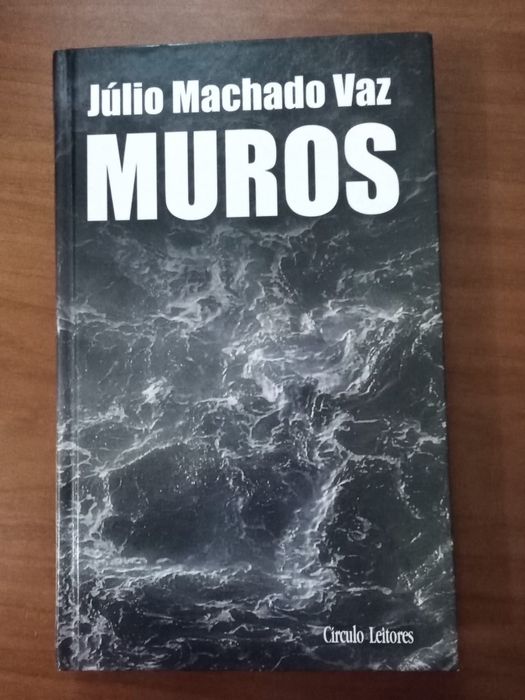 Júlio Machado Vaz
MUROS
Círculo Leitores